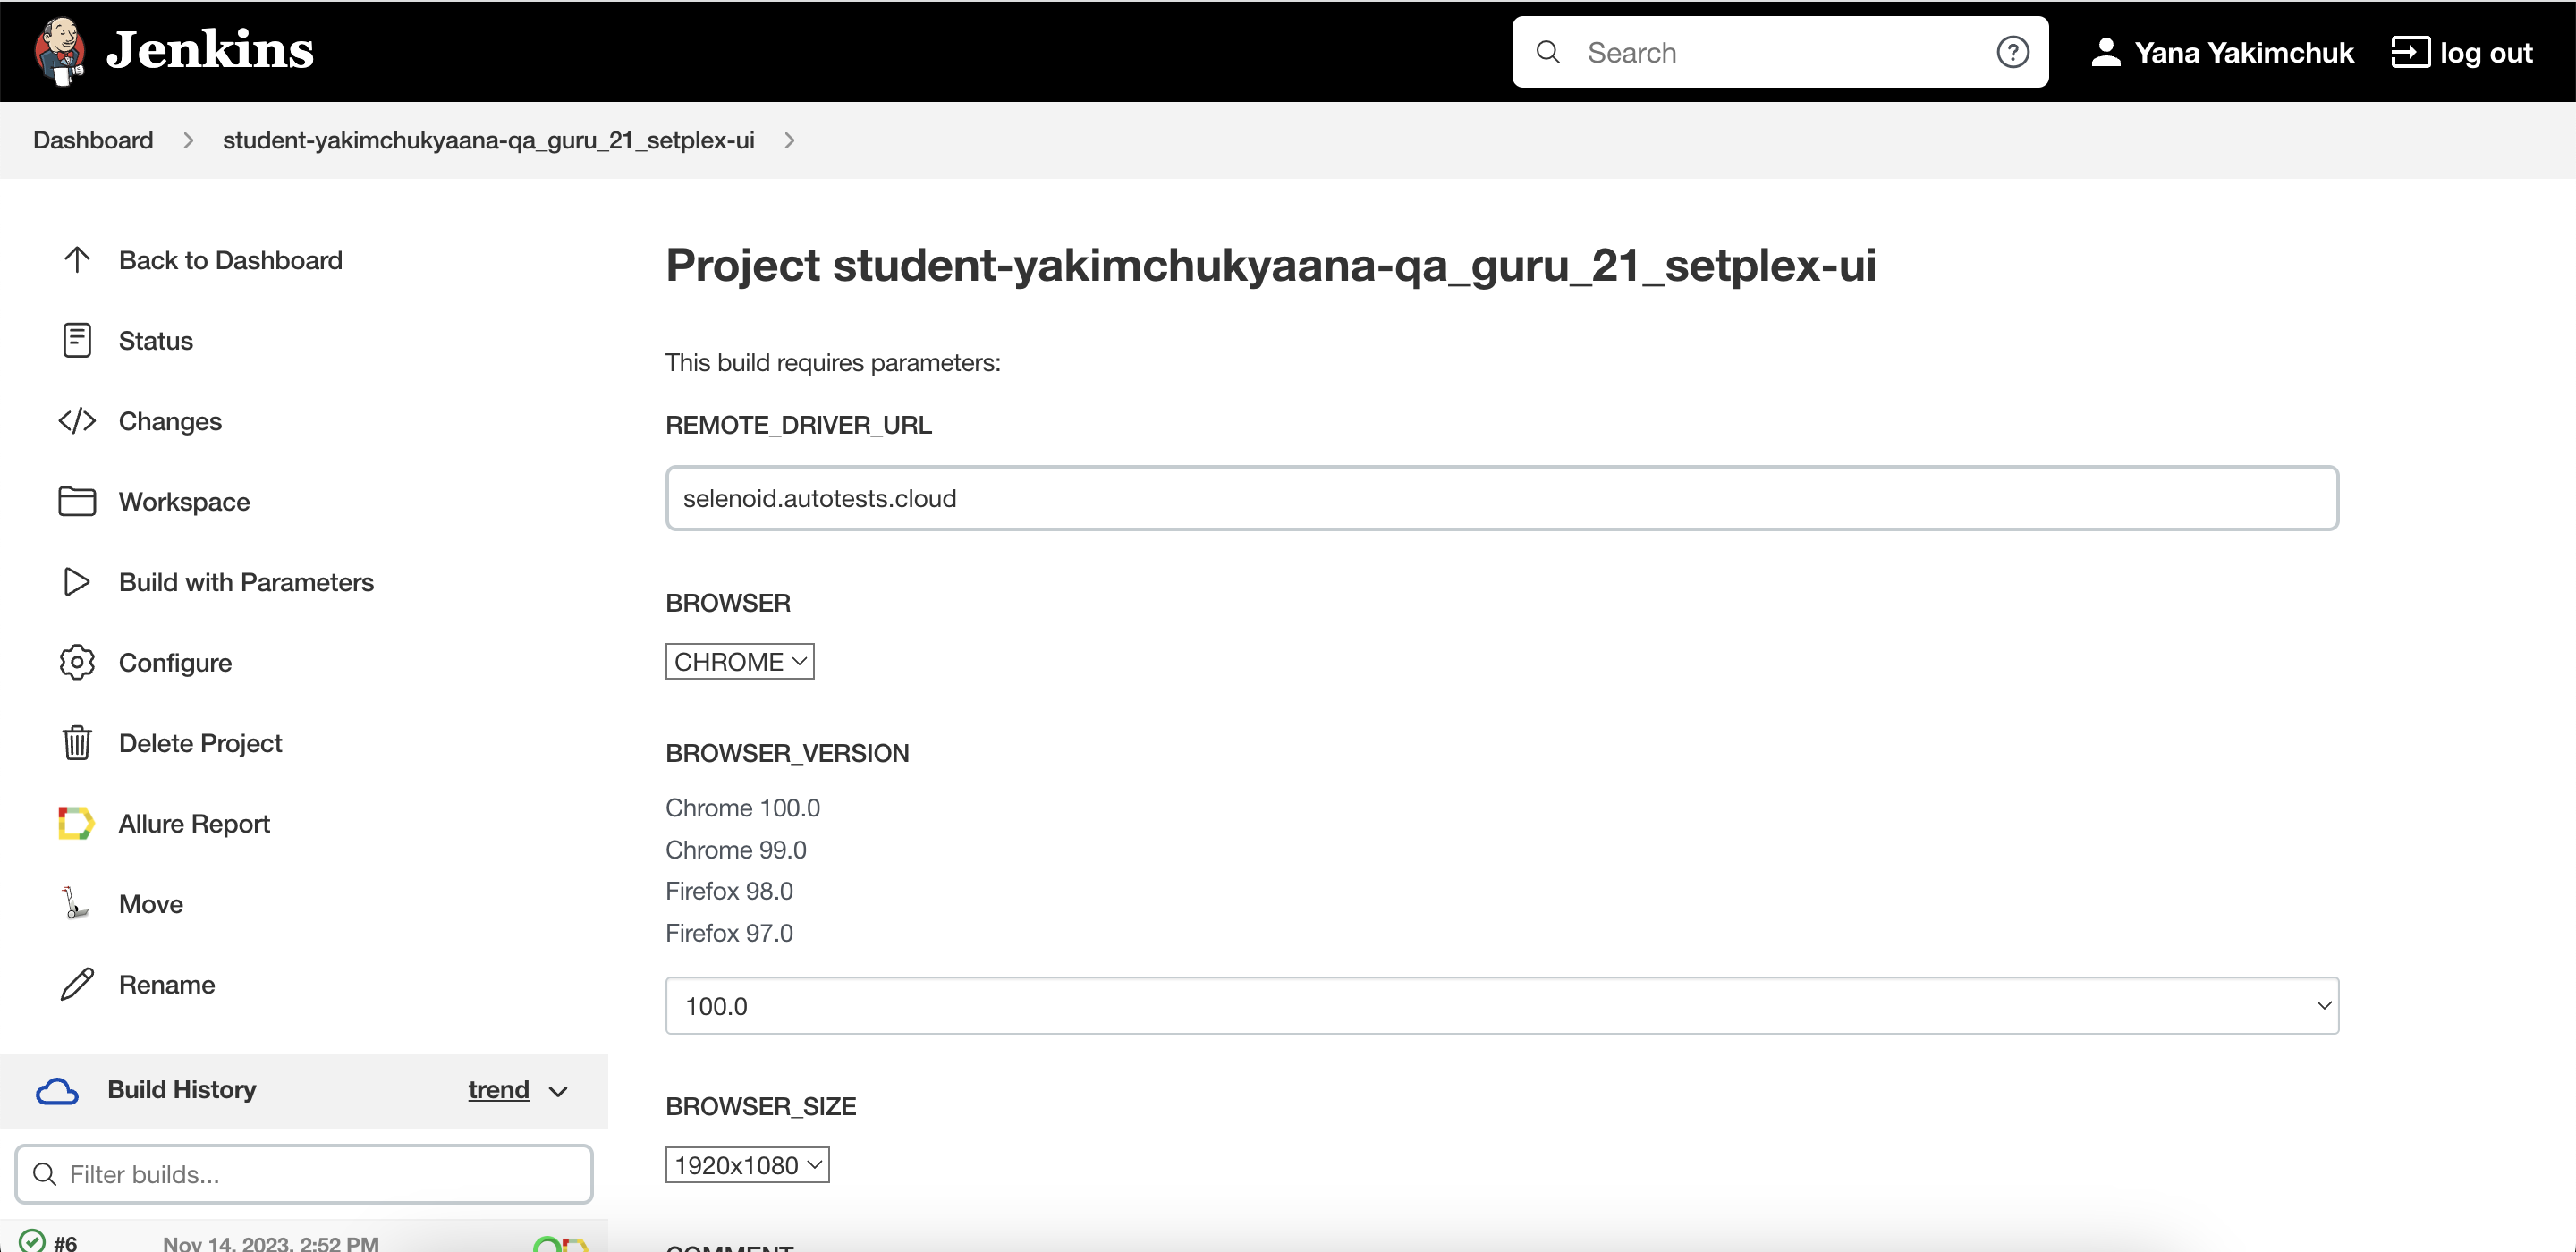 Jenkins
Search
Yana Yakimchuk
log out
Dashboard
student-yakimchukyaana-qa_guru_21_setplex-ui
Back to Dashboard
Status
Changes
Workspace
Build with Parameters
Configure
Delete Project
Allure Report
Move
Rename
Build History
trend
Filter builds...
#6
Nov 14, 2023, 2:52 PM
Project student-yakimchukyaana-qa_guru_21_setplex-ui
This build requires parameters:
REMOTE_DRIVER_URL
selenoid.autotests.cloud
BROWSER
CHROME
BROWSER_VERSION
Chrome 100.0
Chrome 99.0
Firefox 98.0
Firefox 97.0
100.0
BROWSER_SIZE
1920x1080
COMMENT